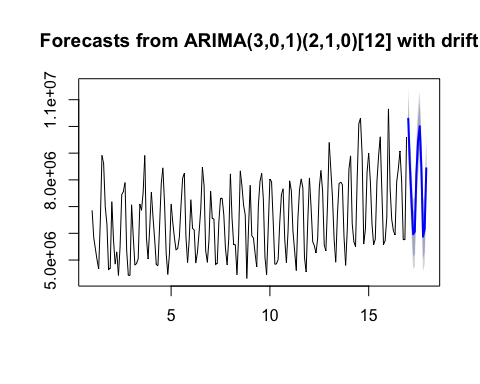 Forecasts from ARIMA(3,0,1)(2,1,0)[12] with drift
1.1e+07
8.0e+06
5.0e+06
5 10 15